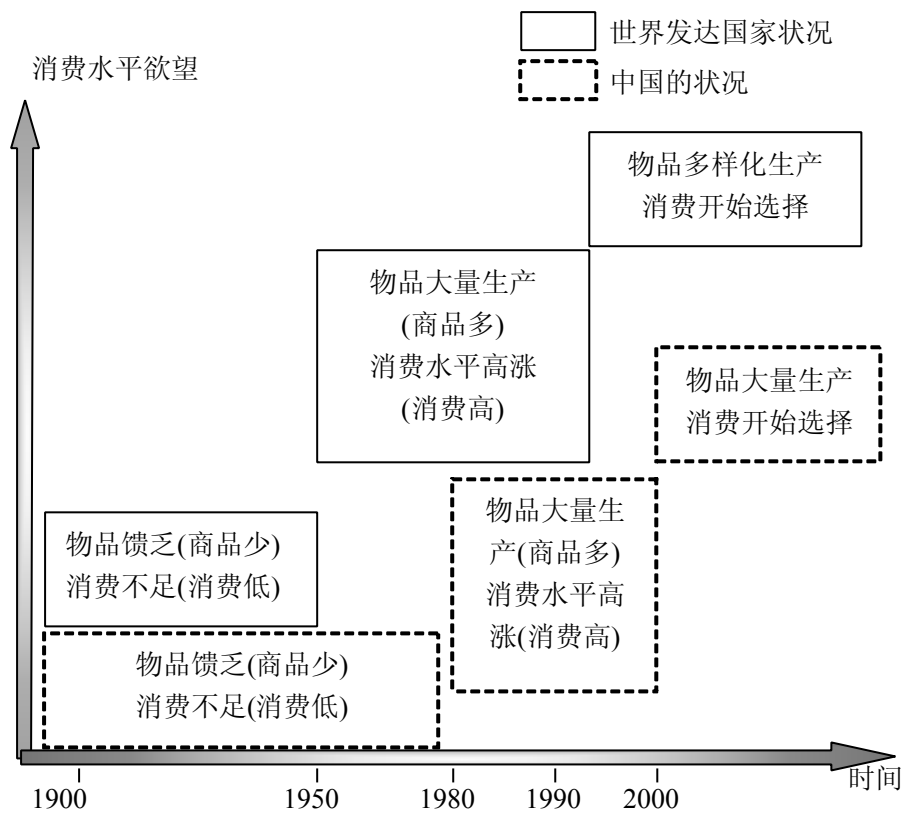 世界发达国家状况
消费水平欲望
中国的状况
物品多样化生产
消费开始选择
物品大量生产
(商品多)
消费水平高涨
(消费高)
物品大量生产
消费开始选择
物品大量生
产(商品多)
消费水平高
涨(消费高)
物品馈乏(商品少)
消费不足(消费低)
物品馈乏(商品少)
消费不足(消费低)
时间
1900 1950 1980 1990 2000